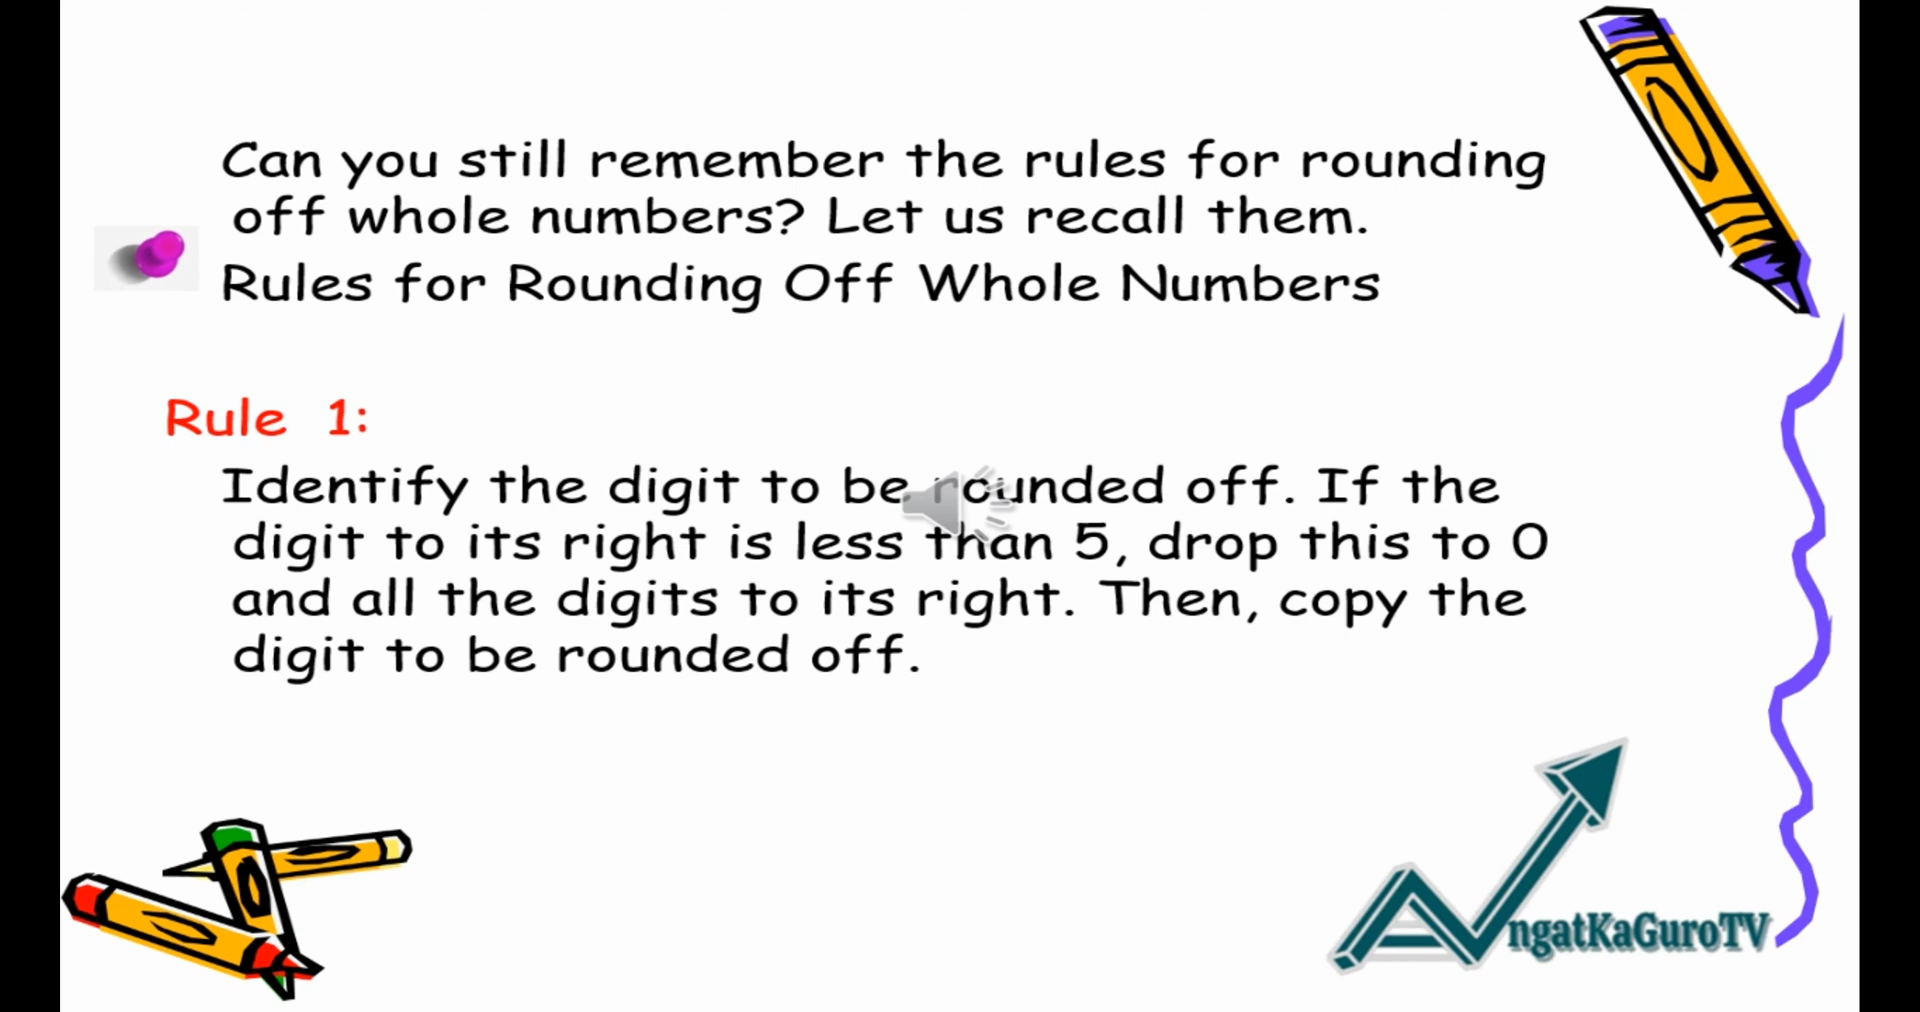 Can you still remember the rules for rounding
off whole numbers? Let us recall them.
Rules for Rounding Off Whole Numbers
Rule 1:
Identify the digit to be rounded off. If the
digit to its right is less than 5, drop this to 0
and all the digits to its right. Then, copy the
digit to be rounded off.
AngatKaGuroTV